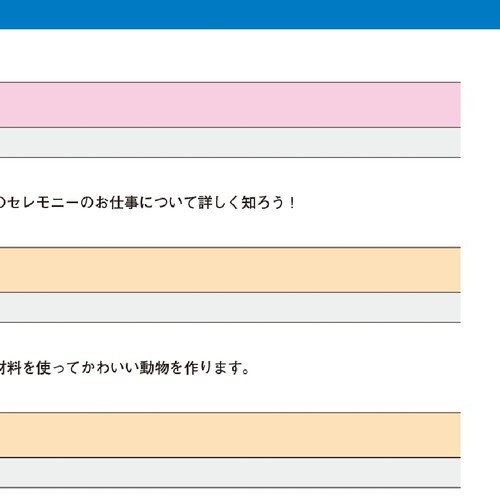 のセレモニーのお仕事について詳しく知ろう！
材料を使ってかわいい動物を作ります。